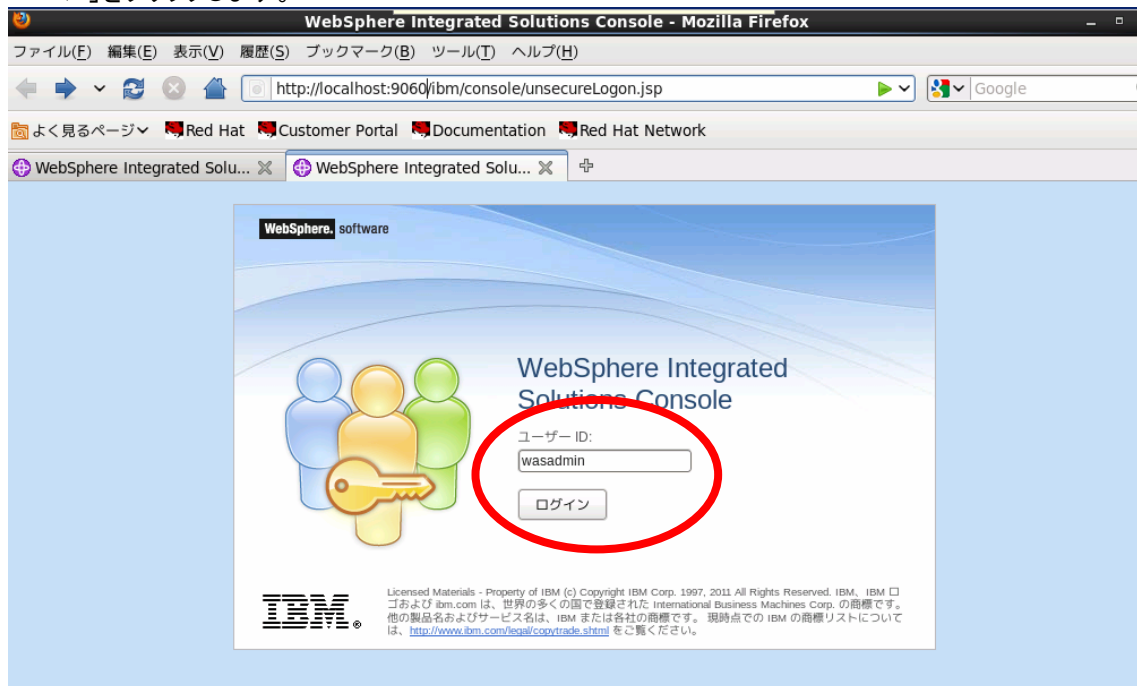 」をクリックします。
WebSphere Integrated Solutions Console - Mozilla Firefox
ファイル(F) 編集(E) 表示(V) 履歴(S) ブックマーク(B) ツール(T) ヘルプ(H)
http://localhost:9060/ibm/console/unsecureLogon.jsp Google
よく見るページ Red Hat Customer Portal Documentation Red Hat Network
WebSphere Integrated Solu... WebSphere Integrated Solu...
WebSphere. software
WebSphere Integrated
Solutions Console
ユーザー ID:
wasadmin
ログイン
IBM®
Licensed Materials - Property of IBM (c) Copyright IBM Corp. 1997, 2011 All Rights Reserved. IBM、IBM ロ
ゴおよび ibm.com は、世界の多くの国で登録された International Business Machines Corp. の商標です。
他の製品名およびサービス名は、IBM または各社の商標です。 現時点での IBM の商標リストについて
は、http://www.ibm.com/legal/copytrade.shtml をご覧ください。